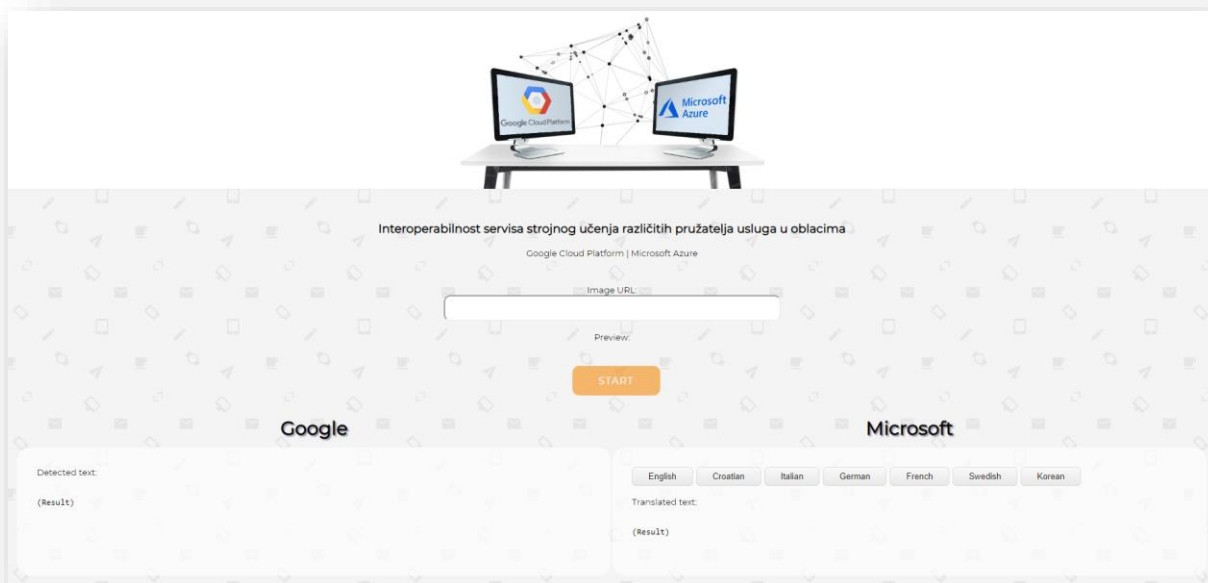 Google Cloud Platform
Microsoft
Azure
Interoperabilnost servisa strojnog učenja različitih pružatelja usluga u oblacima
Google Cloud Platform | Microsoft Azure
Image URL:
Preview:
START
Google
Microsoft
Detected text:
(Result)
English Croatian Italian German French Swedish Korean
Translated text:
(Result)